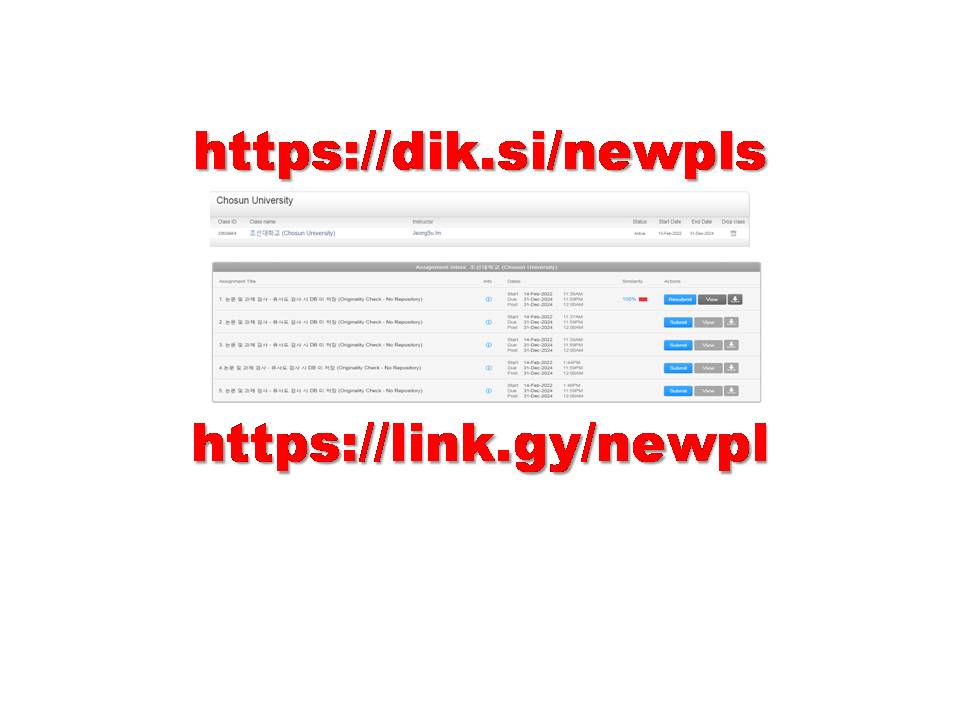 https://dik.si/newpls
Chosun University
Class ID Class name Instructor Status Start Date End Date Drop class
조선대학교 (Chosun University) JeongSu Im Active 15-Feb-2022 31-Dec-2024
Assignment Inbox: 조선대학교 (Chosun University)
Assignment Title Info Dates Similarity Actions
1. 논문 및 과제 검사 - 유사도 검사 시 DB 미 저장 (Originality Check - No Repository) Start 14-Feb-2022 11:35AM 100% Resubmit View
Due 31-Dec-2024 11:59PM
Post 31-Dec-2024 12:00AM
2. 논문 및 과제 검사 - 유사도 검사 시 DB 미 저장 (Originality Check - No Repository) Start 14-Feb-2022 11:37AM Submit View
Due 31-Dec-2024 11:59PM
Post 31-Dec-2024 12:00AM
3. 논문 및 과제 검사 - 유사도 검사 시 DB 미 저장 (Originality Check - No Repository) Start 14-Feb-2022 Submit View
Due 31-Dec-2024 11:59PM
Post 31-Dec-2024 12:00AM
4.논문 및 과제 검사 - 유사도 검사 시 DB 미 저장 (Originality Check - No Repository) Start 14-Feb-2022 1:44PM Submit View
Due 31-Dec-2024 11:59PM
Post 31-Dec-2024 12:00AM
5. 논문 및 과제 검사 - 유사도 검사 시 DB 미 저장 (Originality Check - No Repository) Start 14-Feb-2022 1:46PM Submit View
Due 31-Dec-2024 11:59PM
Post 31-Dec-2024 12:00AM
https://link.gy/newpl